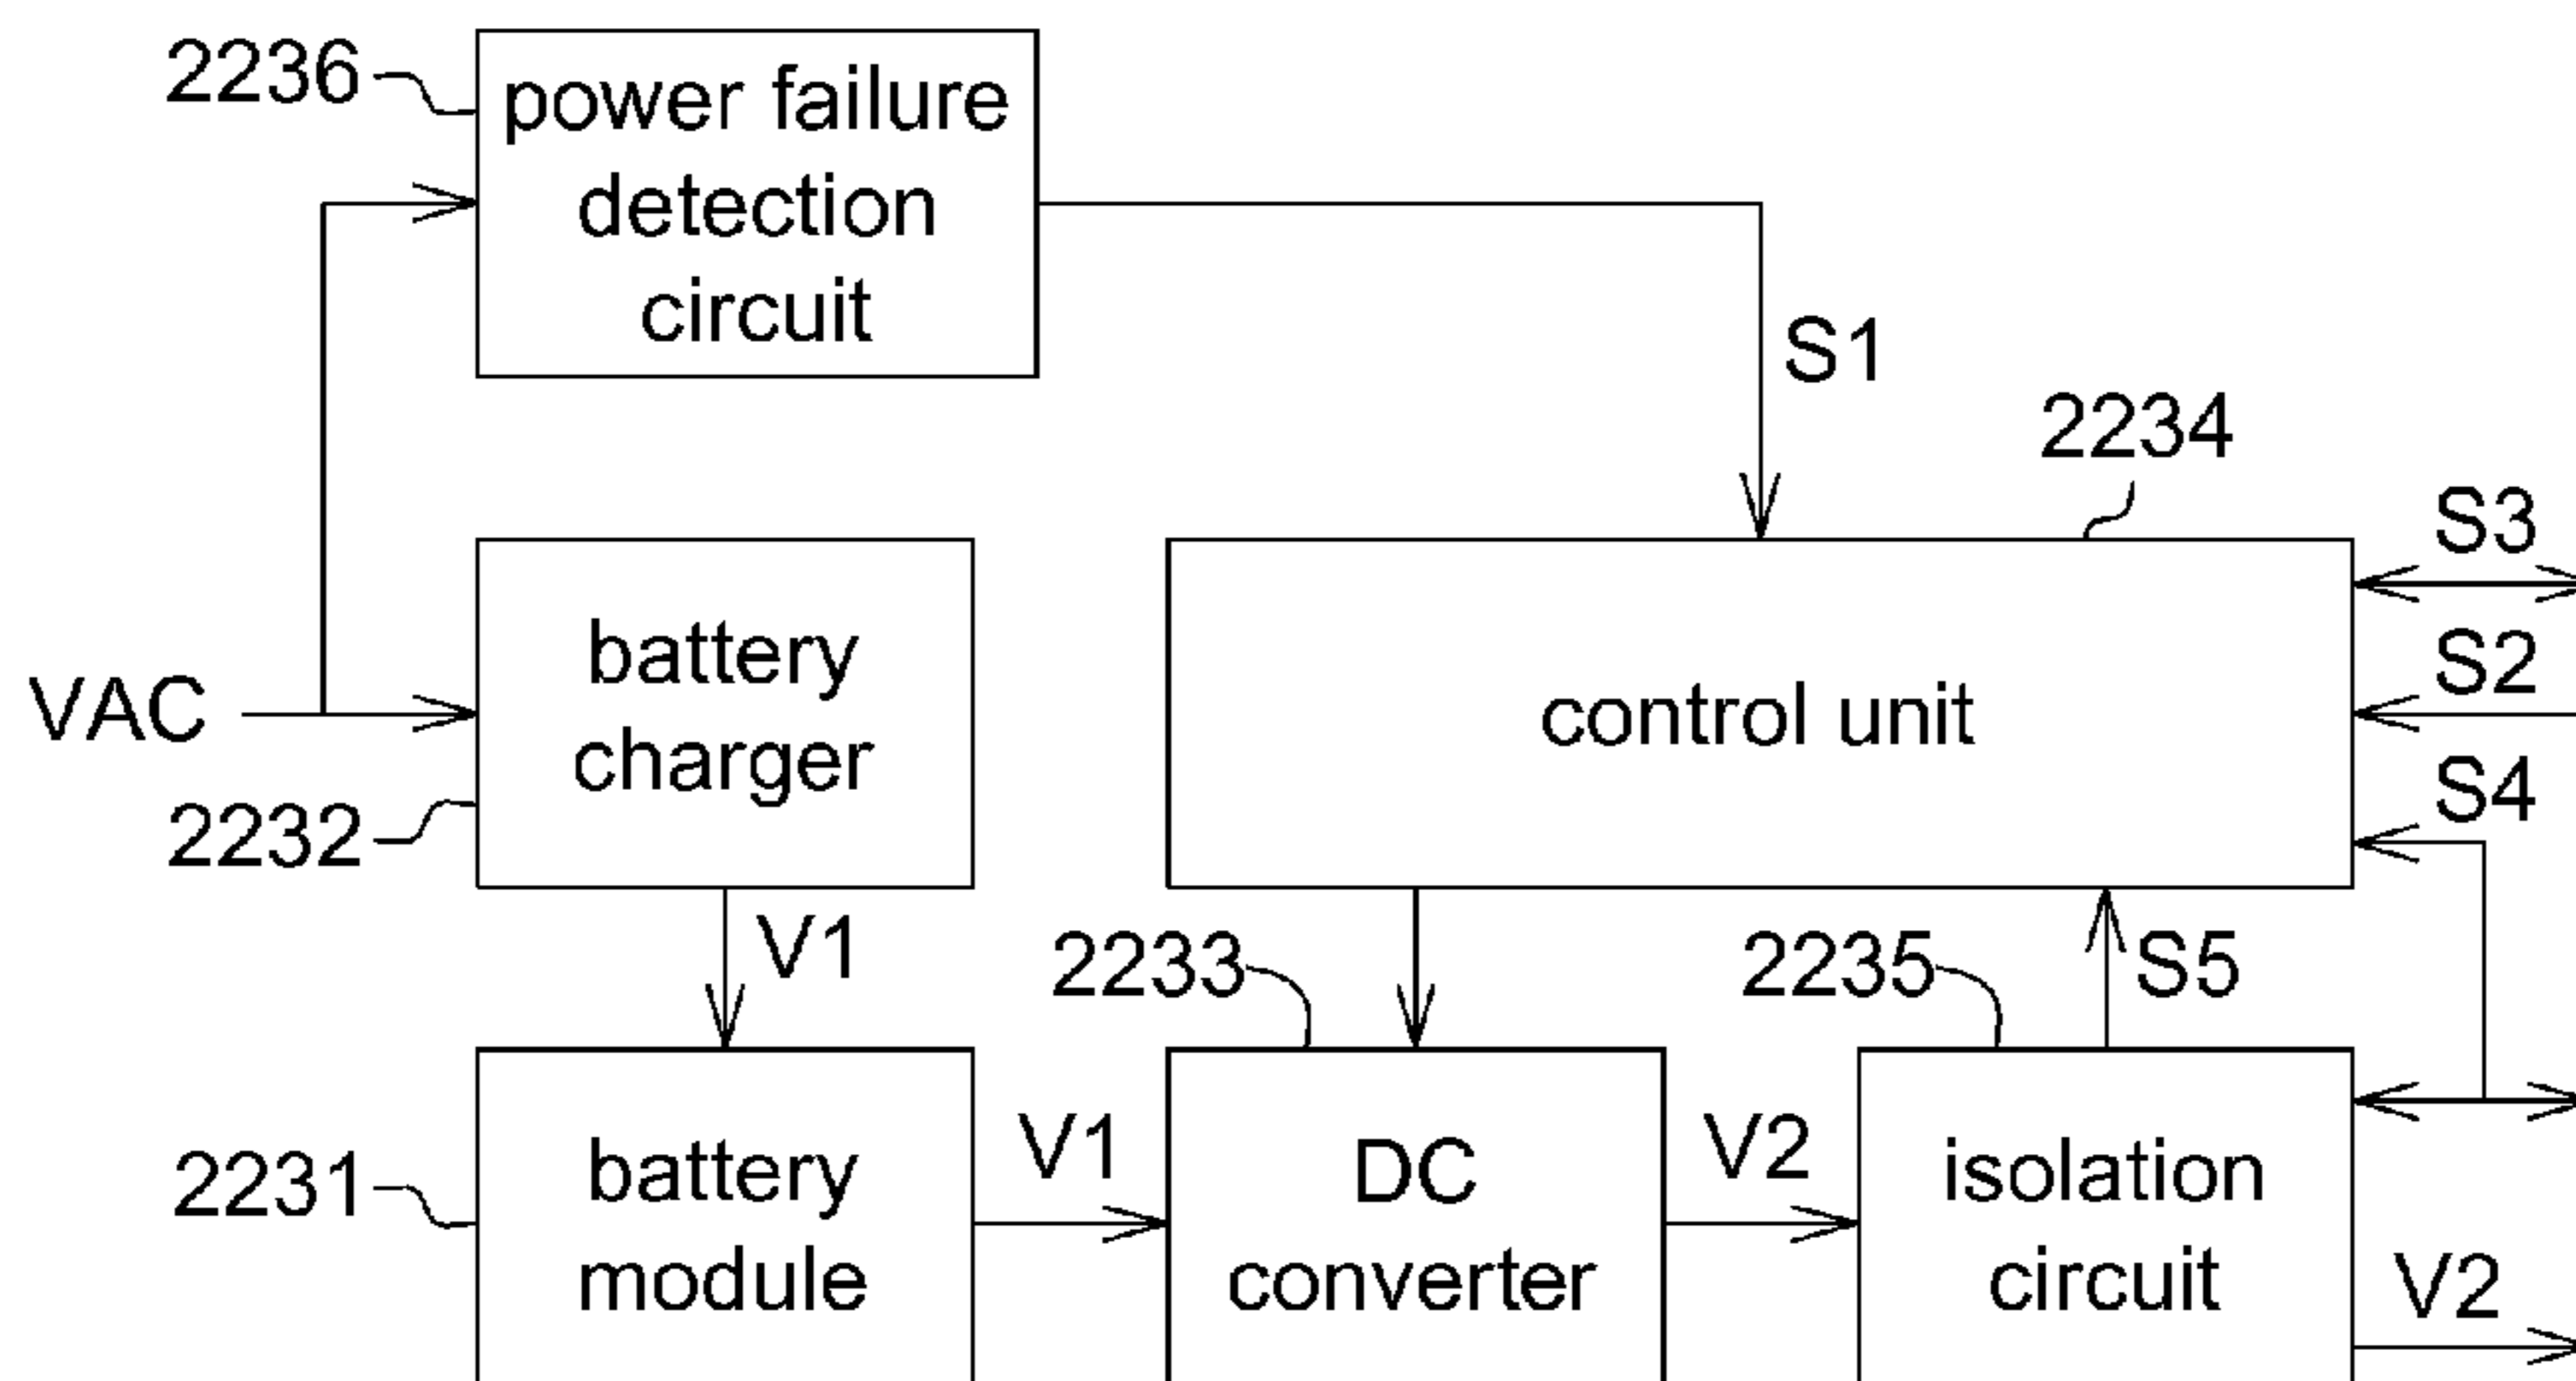 2236
power failure
detection
circuit
S1
2234
S3
battery
charger
control unit
S2
VAC
S4
2232
V1
2233
2235
S5
battery
module
V1
DC
converter
V2
isolation
circuit
2231
V2